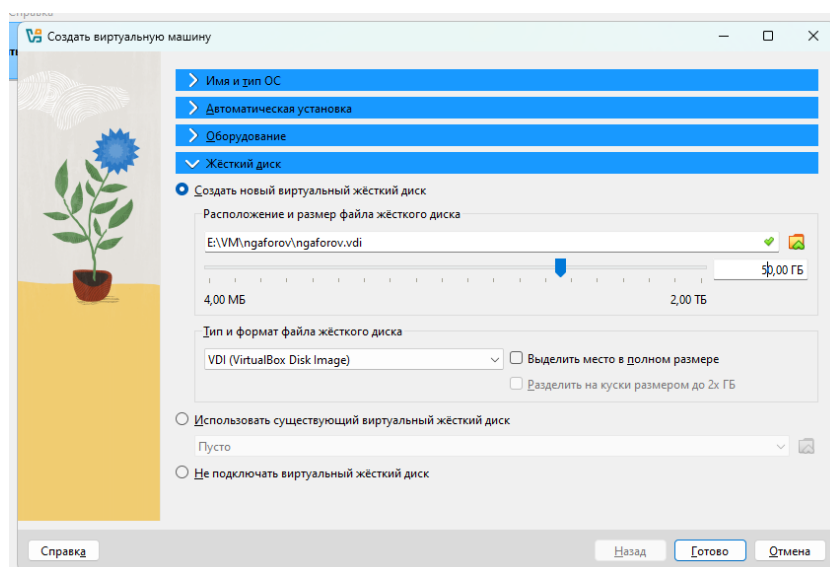 Справка
Создать виртуальную машину
Имя и тип ОС
Автоматическая установка
Оборудование
Жёсткий диск
Создать новый виртуальный жёсткий диск
Расположение и размер файла жёсткого диска
E:\VM\ngaforov\ngaforov.vdi
50,00 ГБ
4,00 МБ 2,00 ТБ
Тип и формат файла жёсткого диска
VDI (VirtualBox Disk Image) Выделить место в полном размере
Разделить на куски размером до 2х ГБ
Использовать существующий виртуальный жёсткий диск
Пусто
Не подключать виртуальный жёсткий диск
Справка Назад Готово Отмена